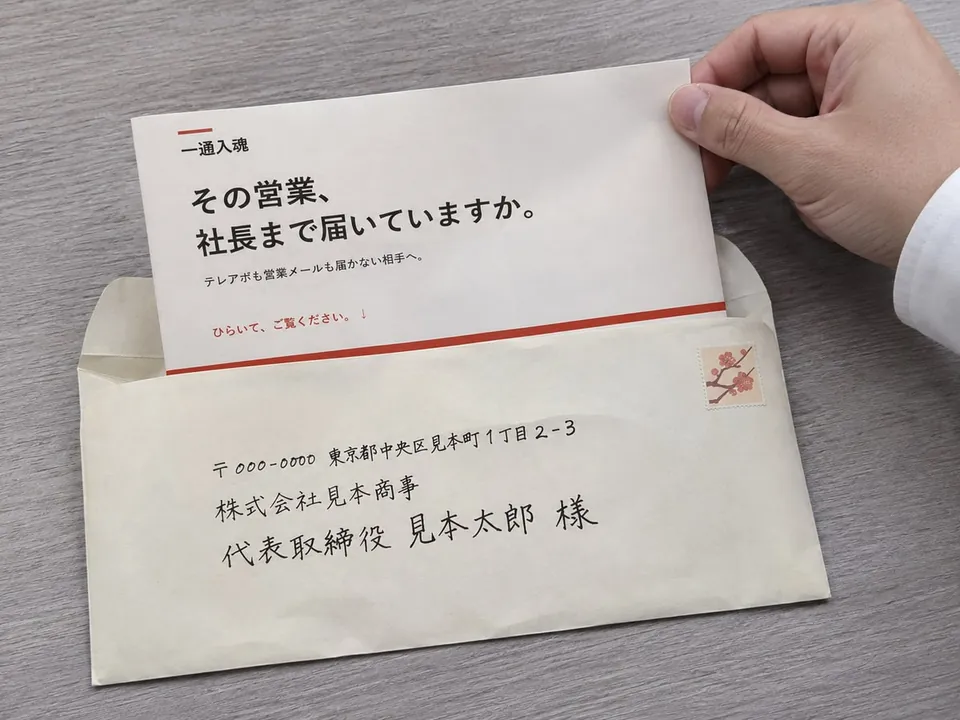 一通入魂
その営業、
社長まで届いていますか。
テレアポも営業メールも届かない相手へ。
ひらいて、ご覧ください。↓
〒000-0000 東京都中央区見本町1丁目2-3
株式会社見本商事
代表取締役 見本太郎 様